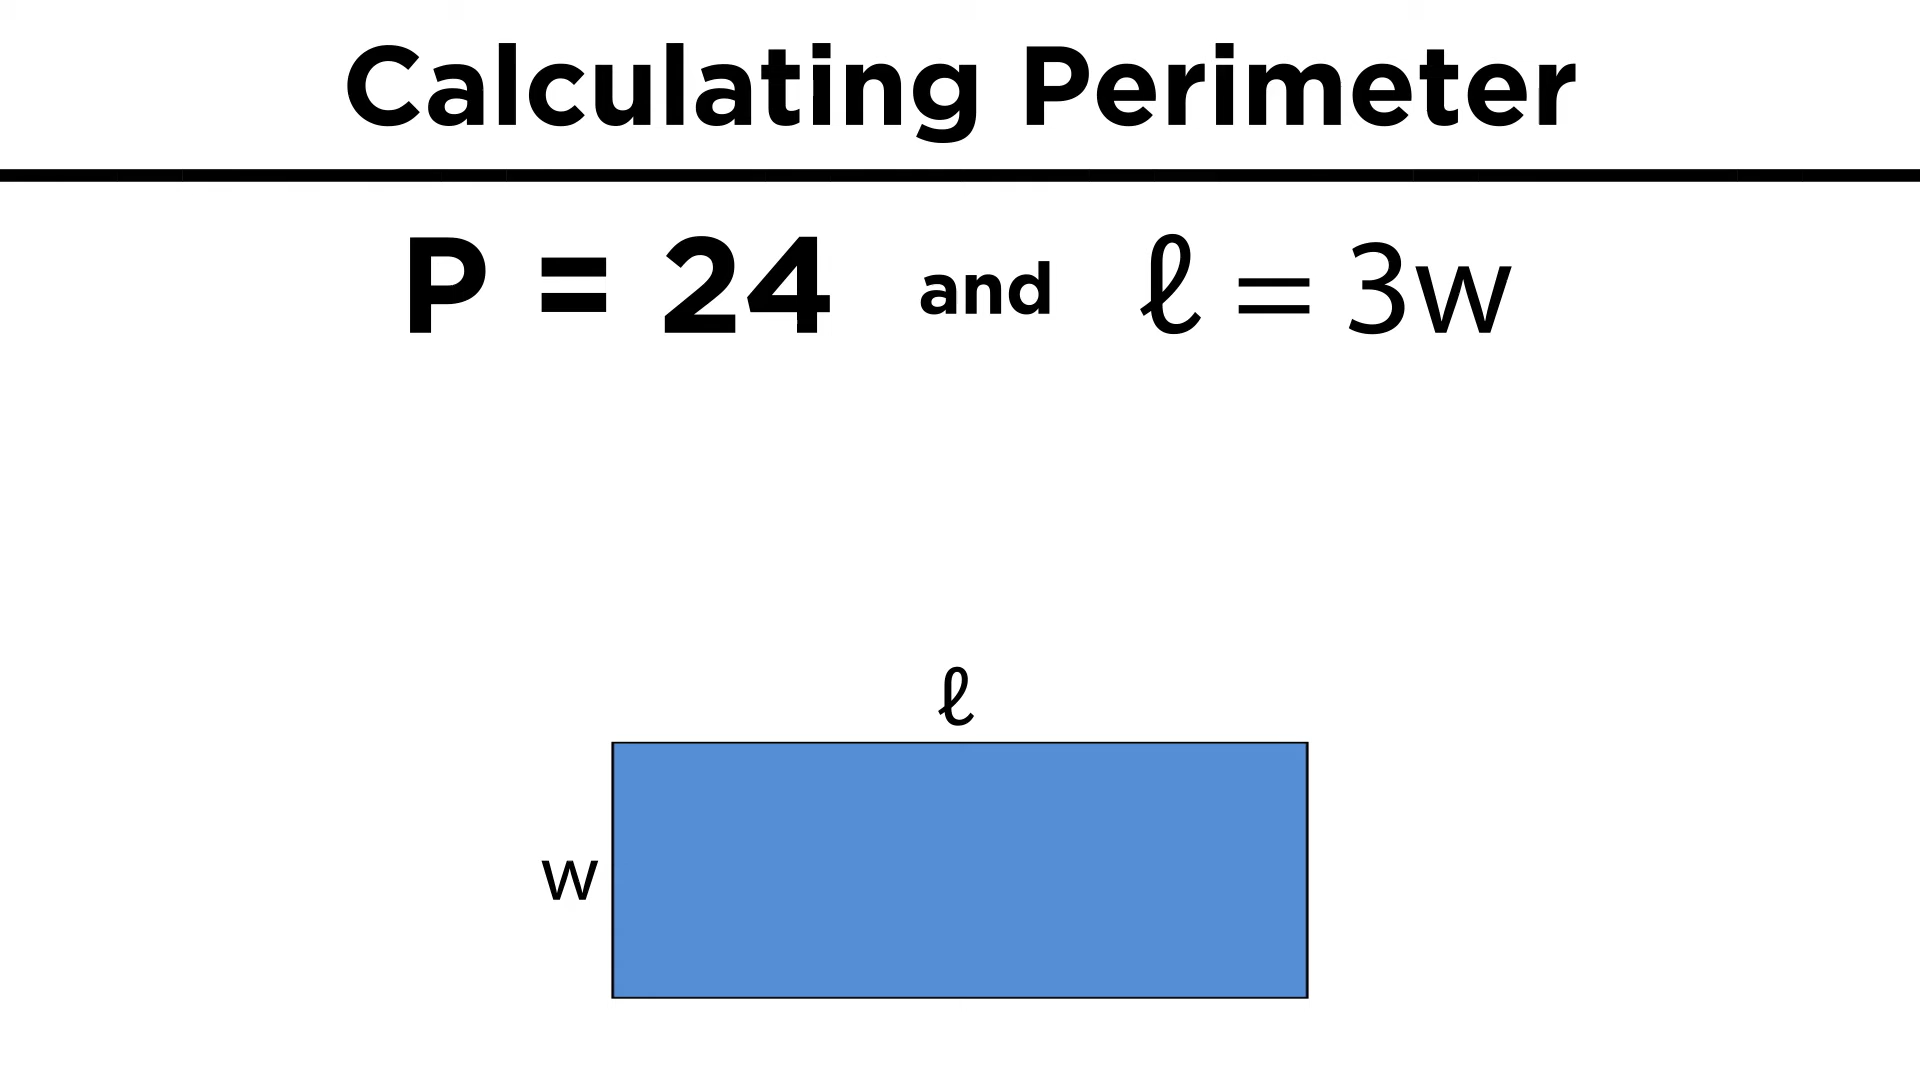 Calculating Perimeter
P = 24 and ℓ = 3w
ℓ
w